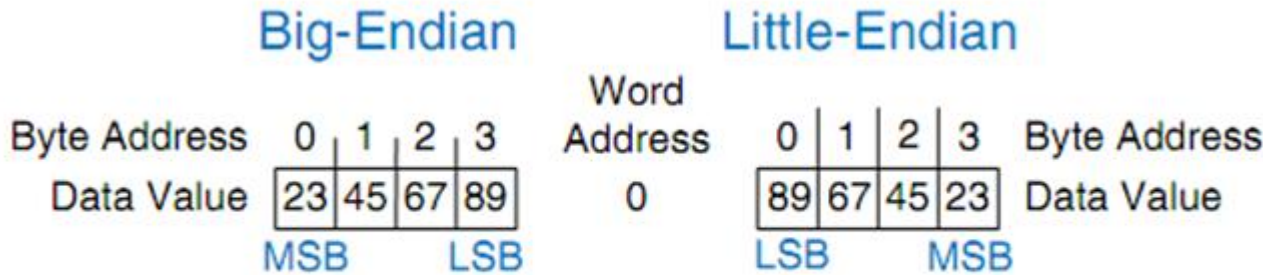 Big-Endian Little-Endian
Word
Byte Address 0 1 2 3 Address 0 1 2 3 Byte Address
Data Value 23 45 67 89 0 89 67 45 23 Data Value
MSB LSB LSB MSB